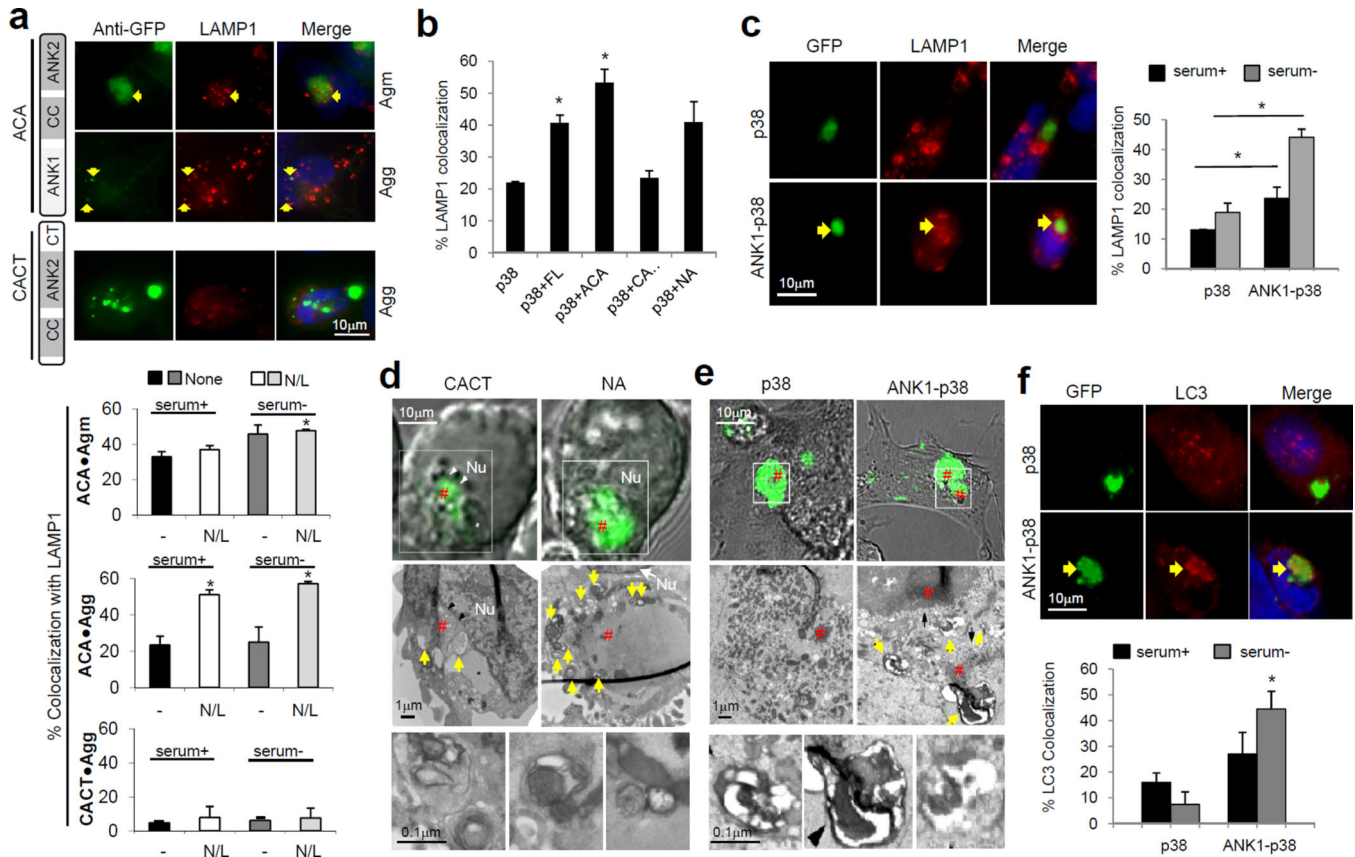 a
Anti-GFP LAMP1 Merge
ACA
ANK2
CC
ANK1
Agm
Agg
CACT
CT
ANK2
CC
Agg
10μm
None N/L
% Colocalization with LAMP1
ACA●Agm
60
40
20
0
serum+ serum-
*
- N/L - N/L
ACA●Agg
60
40
20
0
serum+ serum-
* *
- N/L - N/L
CACT●Agg
60
40
20
0
serum+ serum-
- N/L - N/L
b
% LAMP1 colocalization
60
50
40
30
20
10
0
* *
p38 p38+FL p38+ACA p38+CA.. p38+NA
c
GFP LAMP1 Merge
p38
ANK1-p38
10μm
serum+ serum-
% LAMP1 colocalization
50
40
30
20
10
0
*
*
p38 ANK1-p38
d
CACT NA
10μm
Nu
#
Nu
#
*
Nu
#
Nu
#
1μm
0.1μm
e
p38 ANK1-p38
10μm
#
#
#
#
#
#
1μm
0.1μm
f
GFP LC3 Merge
p38
ANK1-p38
10μm
serum+ serum-
% LC3 Colocalization
60
50
40
30
20
10
0
*
p38 ANK1-p38